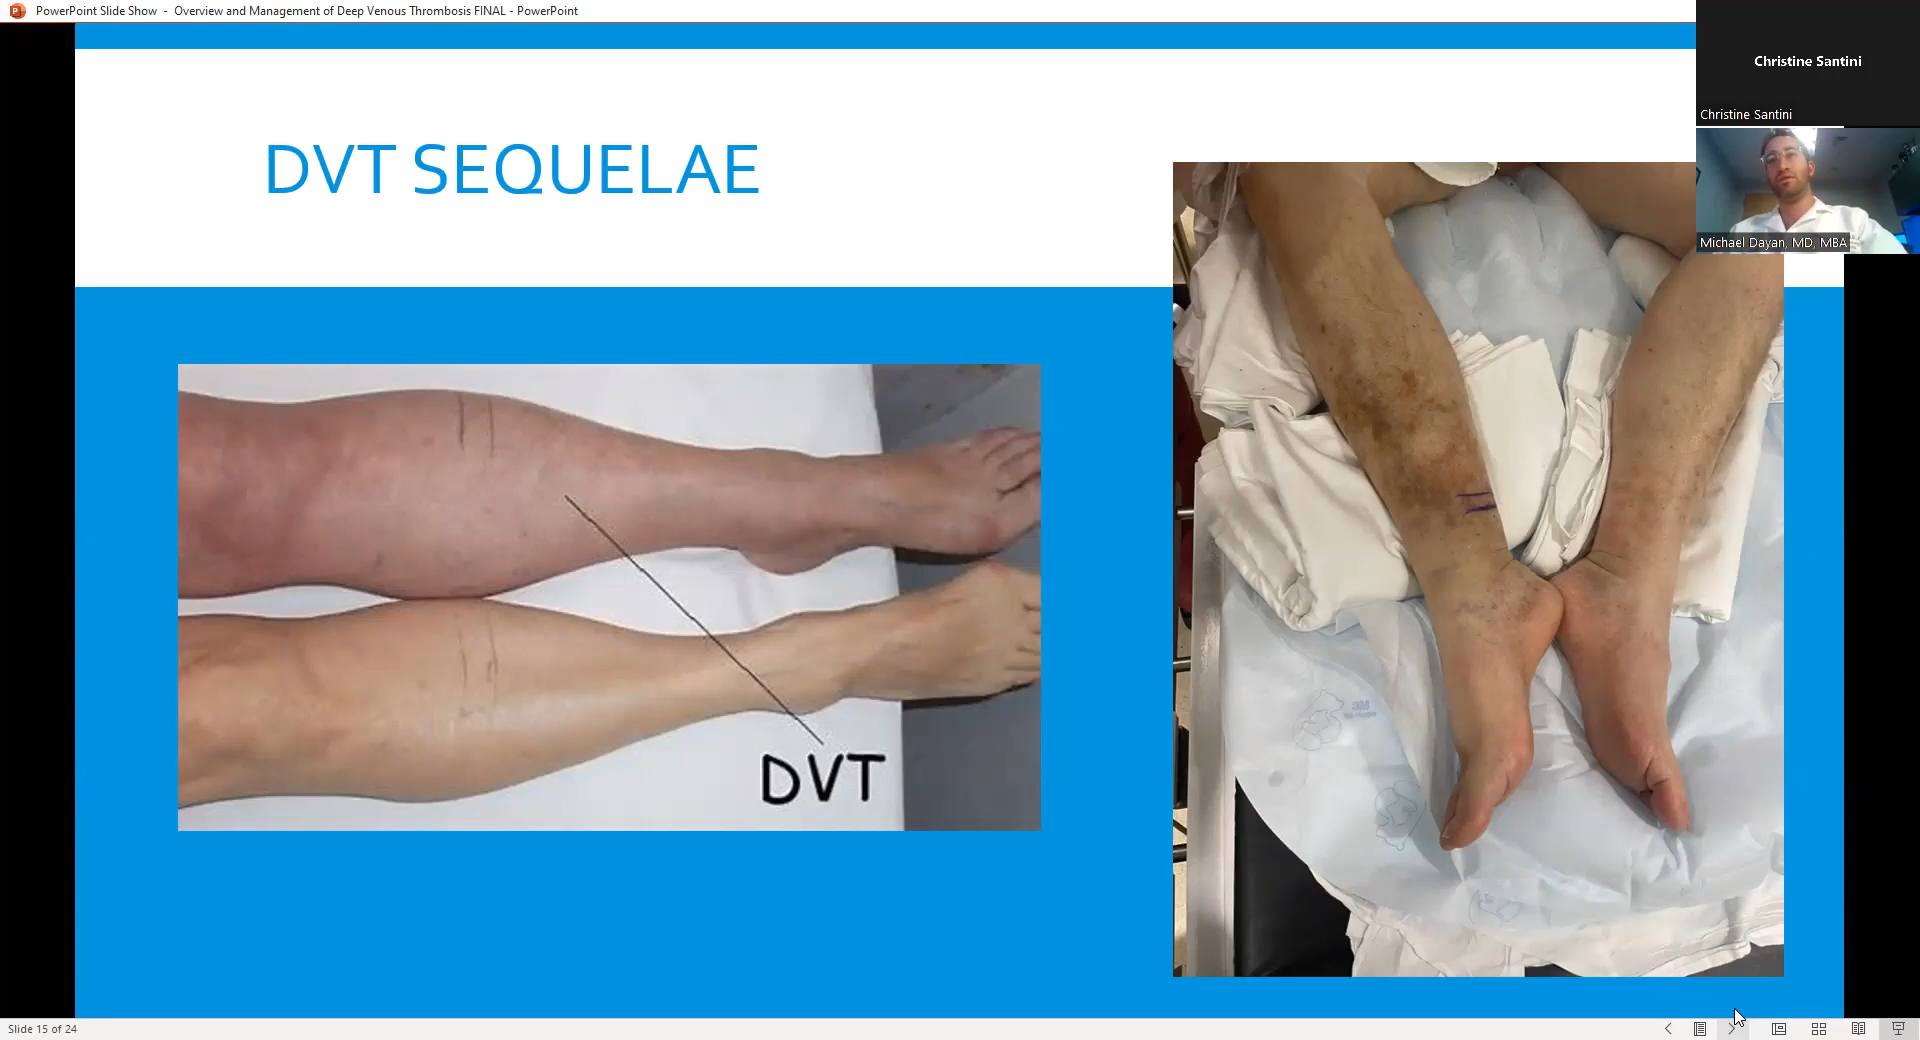 PowerPoint Slide Show - Overview and Management of Deep Venous Thrombosis FINAL - PowerPoint
Christine Santini
Christine Santini
Michael Dayan, MD, MBA
DVT SEQUELAE
DVT
Slide 15 of 24